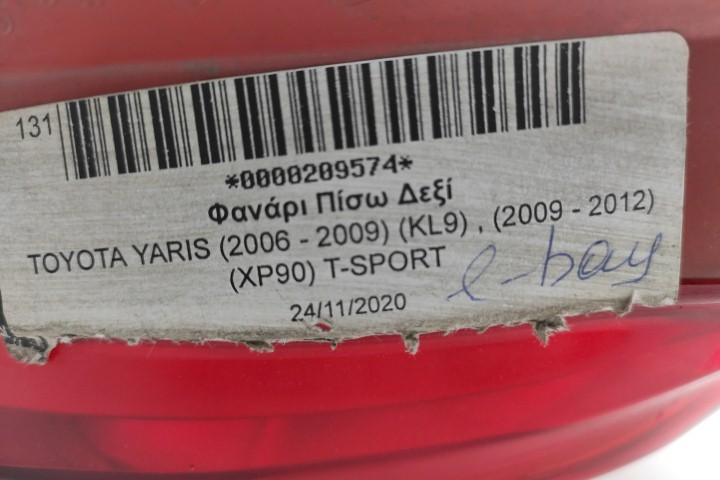 131
*0000209574*
Φανάρι Πίσω Δεξί
TOYOTA YARIS (2006 - 2009) (KL9) , (2009 - 2012)
(XP90) T-SPORT
e-bay
24/11/2020